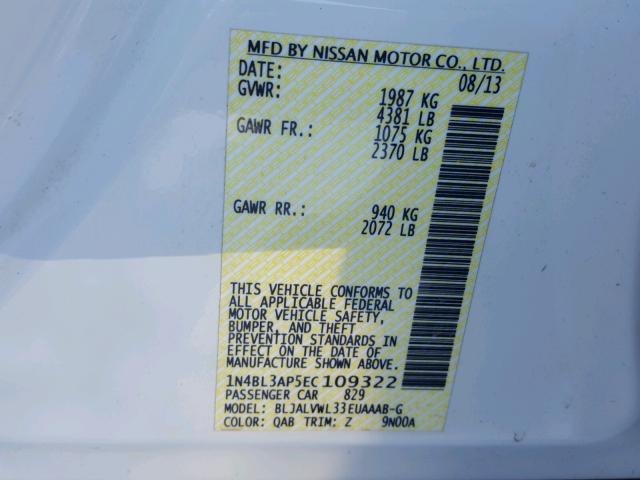 MFD BY NISSAN MOTOR CO., LTD.
DATE: 08/13
GVWR: 1987 KG
4381 LB
GAWR FR.: 1075 KG
2370 LB
GAWR RR.: 940 KG
2072 LB
THIS VEHICLE CONFORMS TO
ALL APPLICABLE FEDERAL
MOTOR VEHICLE SAFETY,
BUMPER, AND THEFT
PREVENTION STANDARDS IN
EFFECT ON THE DATE OF
MANUFACTURE SHOWN ABOVE.
1N4BL3AP5EC109322
PASSENGER CAR 829
MODEL: BLJALVWL33EUAAAB-G
COLOR: QAB TRIM: Z 9N00A